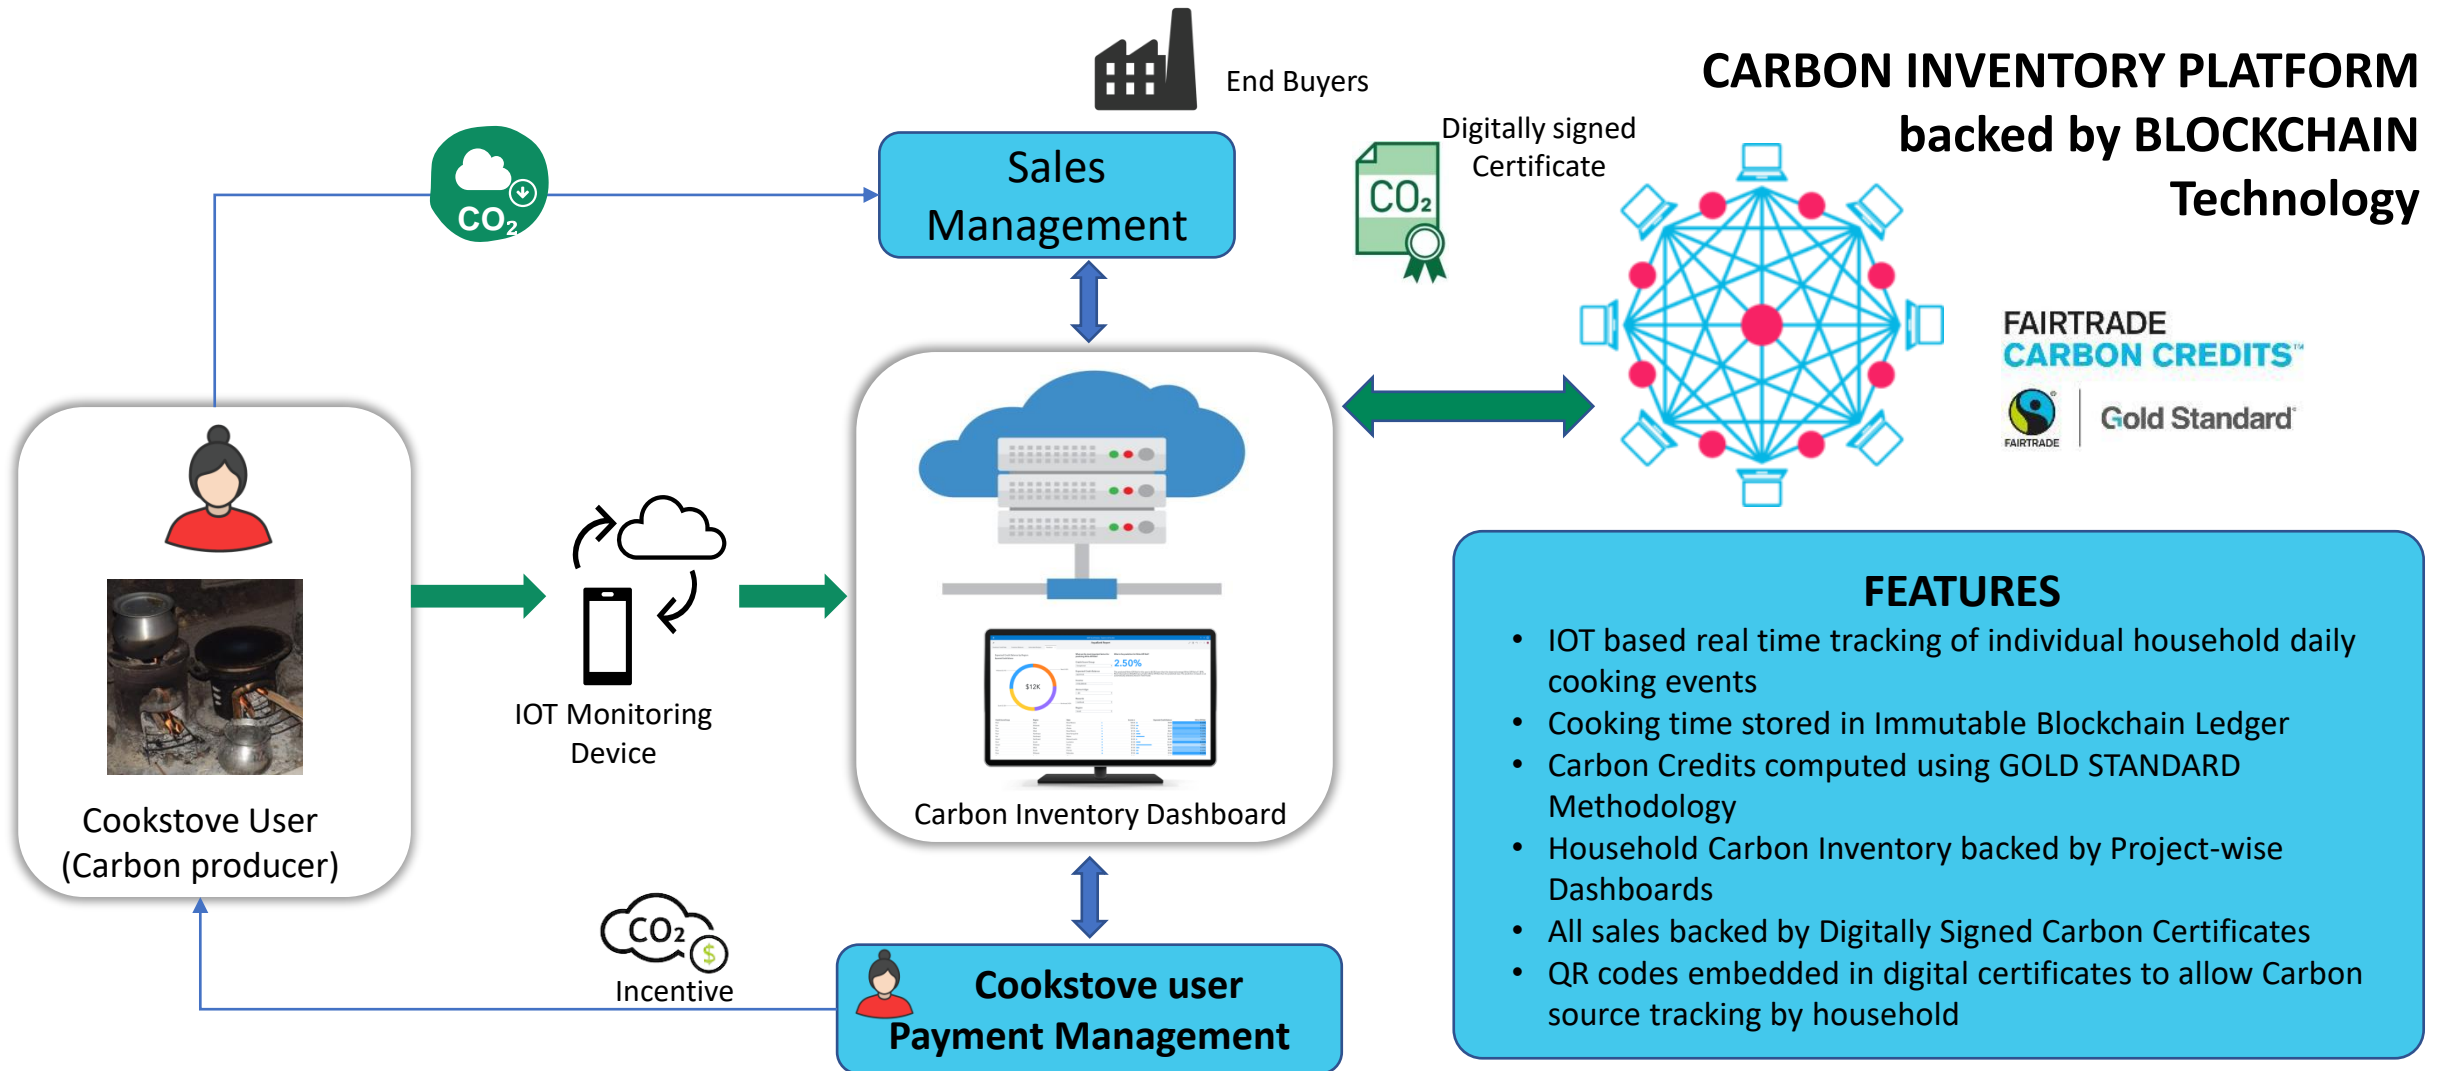 CARBON INVENTORY PLATFORM
backed by BLOCKCHAIN
Technology
End Buyers
Sales
Management
Digitally signed
Certificate
CO₂
CO₂
FAIRTRADE
CARBON CREDITS™
FAIRTRADE
Gold Standard®
Cookstove User
(Carbon producer)
IOT Monitoring
Device
$12K
2.50%
Carbon Inventory Dashboard
CO₂
$
Incentive
Cookstove user
Payment Management
FEATURES
• IOT based real time tracking of individual household daily
cooking events
• Cooking time stored in Immutable Blockchain Ledger
• Carbon Credits computed using GOLD STANDARD
Methodology
• Household Carbon Inventory backed by Project-wise
Dashboards
• All sales backed by Digitally Signed Carbon Certificates
• QR codes embedded in digital certificates to allow Carbon
source tracking by household